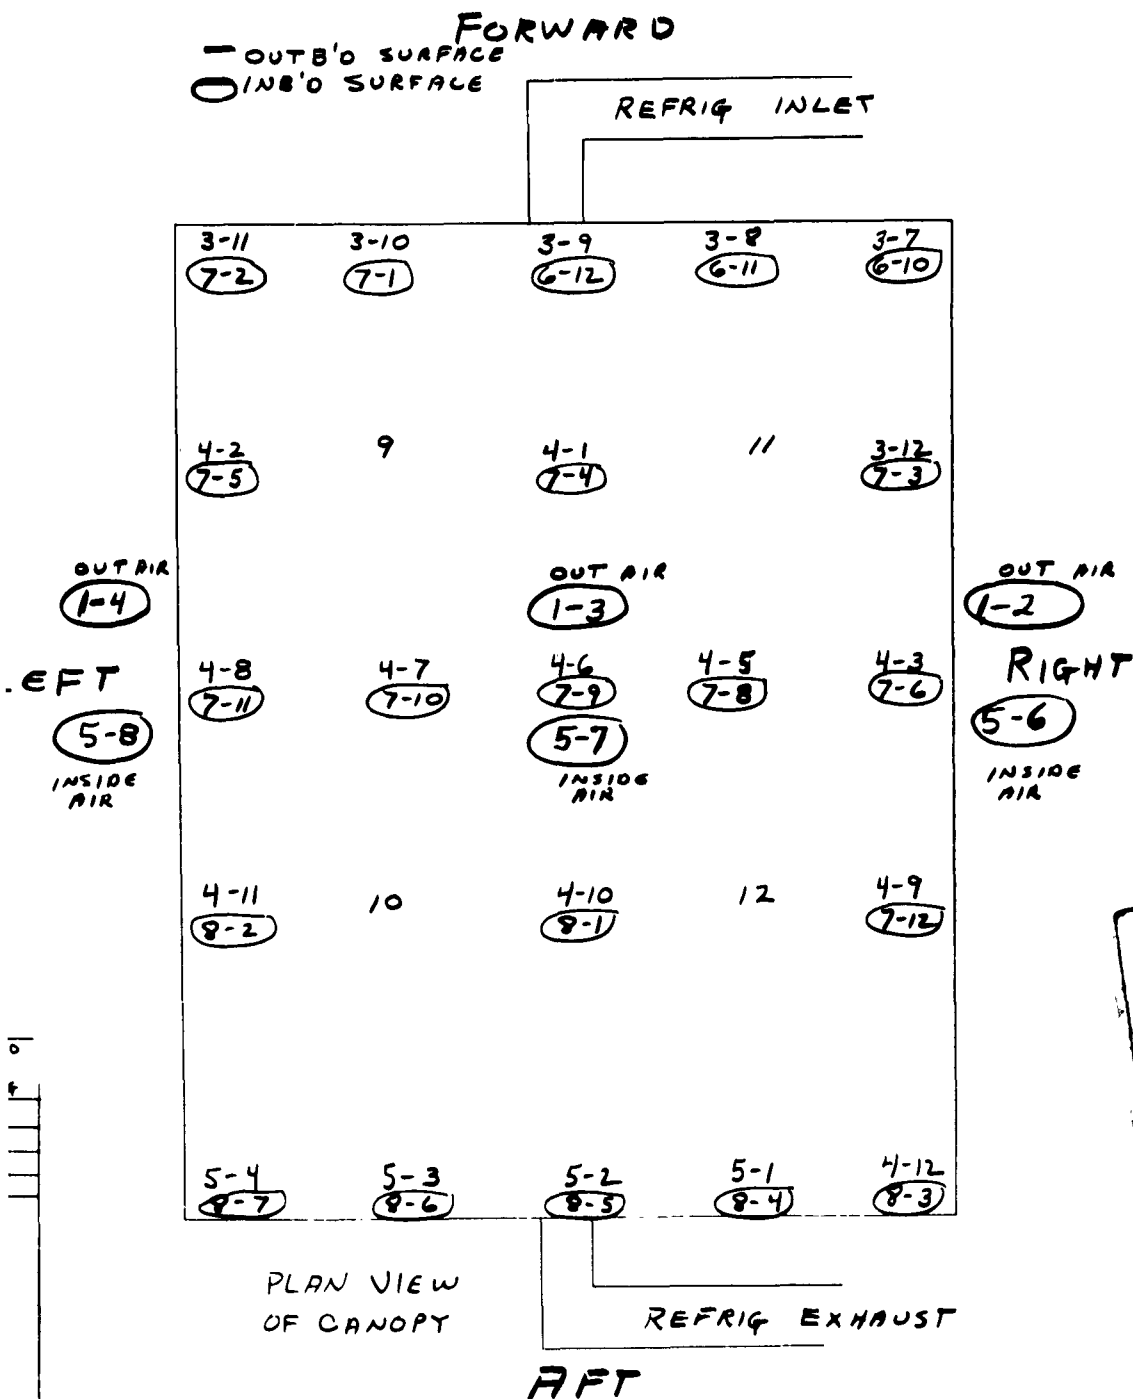 FORWARD
OUTB'D SURFACE
INB'D SURFACE
REFRIG INLET
3-11 3-10 3-9 3-8 3-7
7-2 7-1 6-12 6-11 6-10
4-2 9 4-1 11 3-12
7-5 7-4 7-3
OUT AIR OUT AIR OUT AIR
1-4 1-3 1-2
4-8 4-7 4-6 4-5 4-3
.EFT RIGHT
7-11 7-10 7-9 7-8 7-6
5-8 5-7 5-6
INSIDE INSIDE INSIDE
AIR AIR AIR
4-11 10 4-10 12 4-9
8-2 8-1 7-12
5-4 5-3 5-2 5-1 4-12
8-7 8-6 8-5 8-4 8-3
PLAN VIEW
OF CANOPY
REFRIG EXHAUST
AFT